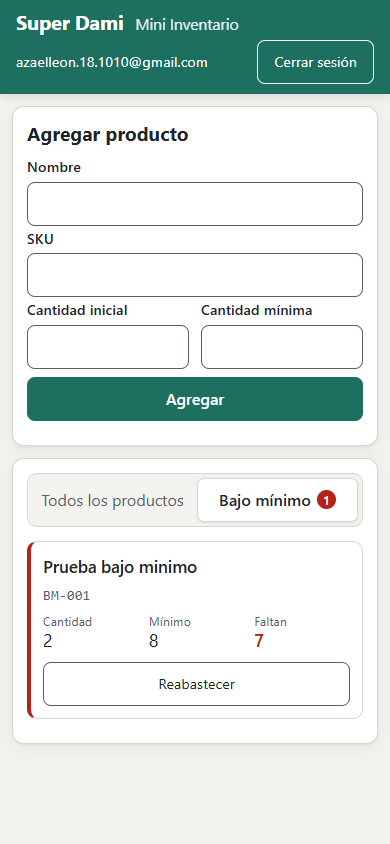 Super Dami Mini Inventario
azaelleon.18.1010@gmail.com Cerrar sesión
Agregar producto
Nombre
SKU
Cantidad inicial Cantidad mínima
Agregar
Todos los productos Bajo mínimo 1
Prueba bajo minimo
BM-001
Cantidad Mínimo Faltan
2 8 7
Reabastecer